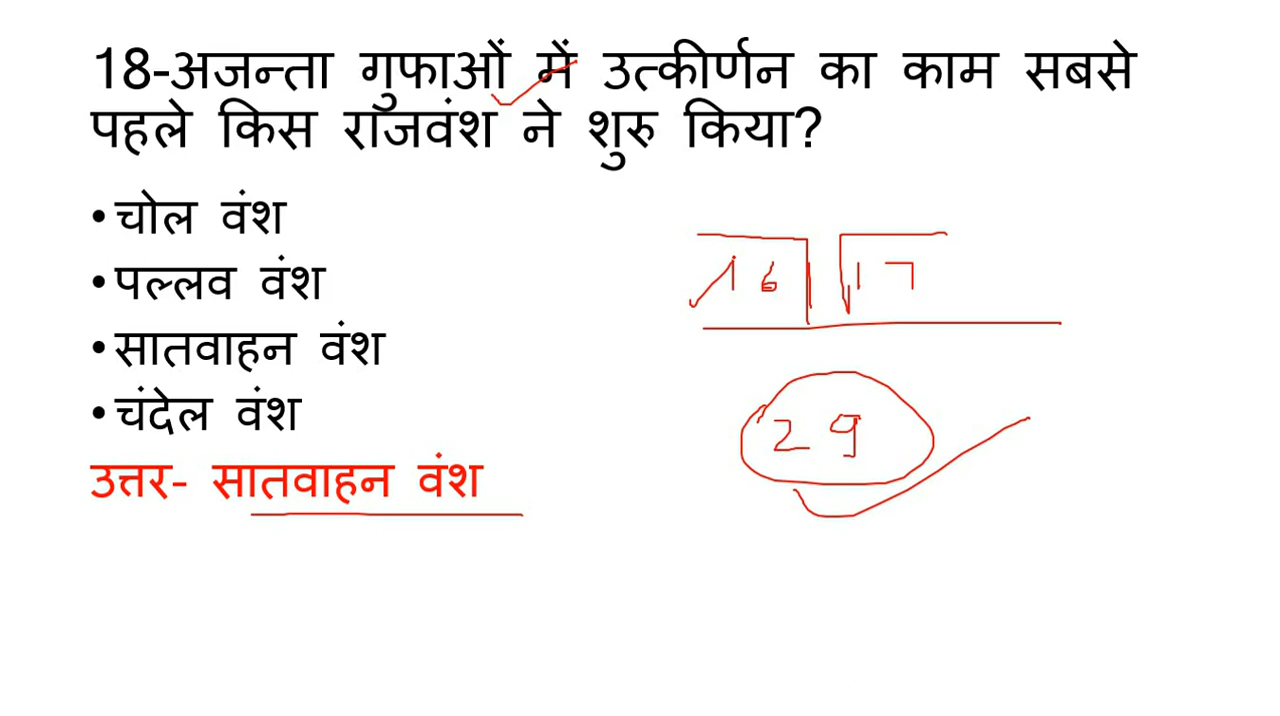 18-अजन्ता गुफाओं में उत्कीर्णन का काम सबसे
पहले किस राजवंश ने शुरु किया?
•चोल वंश
•पल्लव वंश
•सातवाहन वंश
•चंदेल वंश
उत्तर- सातवाहन वंश
16 17
29